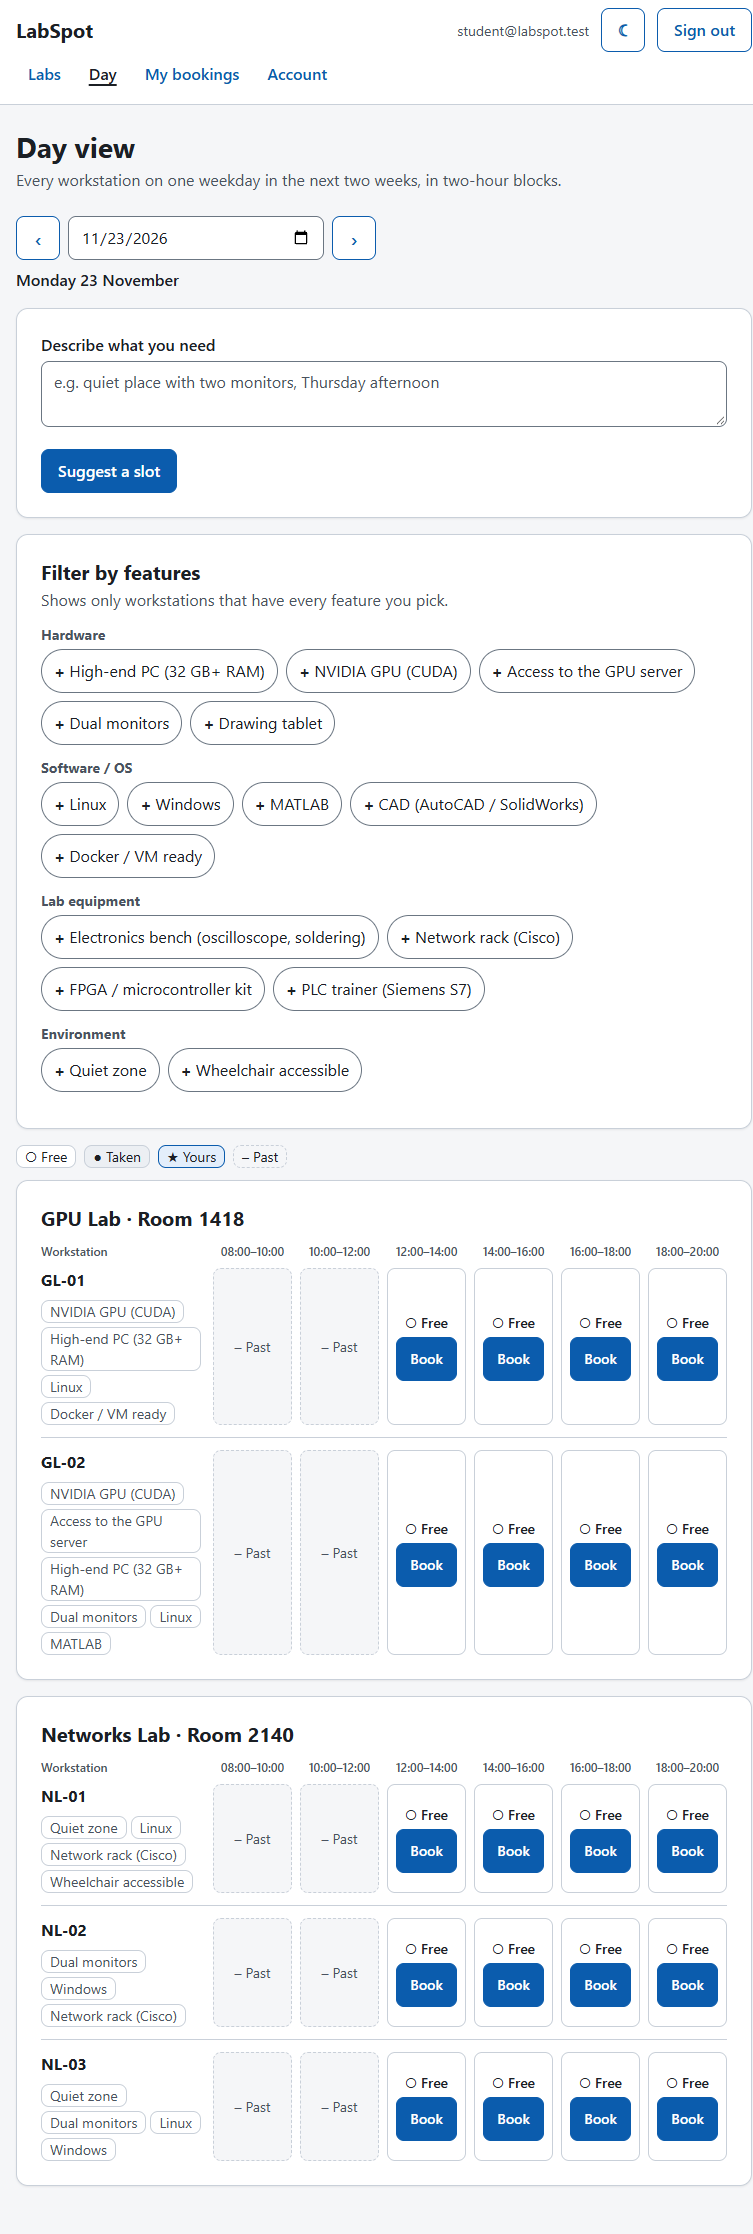 LabSpot
student@labspot.test
☾
Sign out
Labs
Day
My bookings
Account
Day view
Every workstation on one weekday in the next two weeks, in two-hour blocks.
‹
11/23/2026
›
Monday 23 November
Describe what you need
e.g. quiet place with two monitors, Thursday afternoon
Suggest a slot
Filter by features
Shows only workstations that have every feature you pick.
Hardware
+ High-end PC (32 GB+ RAM)
+ NVIDIA GPU (CUDA)
+ Access to the GPU server
+ Dual monitors
+ Drawing tablet
Software / OS
+ Linux
+ Windows
+ MATLAB
+ CAD (AutoCAD / SolidWorks)
+ Docker / VM ready
Lab equipment
+ Electronics bench (oscilloscope, soldering)
+ Network rack (Cisco)
+ FPGA / microcontroller kit
+ PLC trainer (Siemens S7)
Environment
+ Quiet zone
+ Wheelchair accessible
○ Free
● Taken
★ Yours
– Past
GPU Lab · Room 1418
Workstation 08:00–10:00 10:00–12:00 12:00–14:00 14:00–16:00 16:00–18:00 18:00–20:00
GL-01
NVIDIA GPU (CUDA)
High-end PC (32 GB+
RAM)
Linux
Docker / VM ready
– Past
– Past
○ Free
Book
○ Free
Book
○ Free
Book
○ Free
Book
GL-02
NVIDIA GPU (CUDA)
Access to the GPU
server
High-end PC (32 GB+
RAM)
Dual monitors
Linux
MATLAB
– Past
– Past
○ Free
Book
○ Free
Book
○ Free
Book
○ Free
Book
Networks Lab · Room 2140
Workstation 08:00–10:00 10:00–12:00 12:00–14:00 14:00–16:00 16:00–18:00 18:00–20:00
NL-01
Quiet zone
Linux
Network rack (Cisco)
Wheelchair accessible
– Past
– Past
○ Free
Book
○ Free
Book
○ Free
Book
○ Free
Book
NL-02
Dual monitors
Windows
Network rack (Cisco)
– Past
– Past
○ Free
Book
○ Free
Book
○ Free
Book
○ Free
Book
NL-03
Quiet zone
Dual monitors
Linux
Windows
– Past
– Past
○ Free
Book
○ Free
Book
○ Free
Book
○ Free
Book